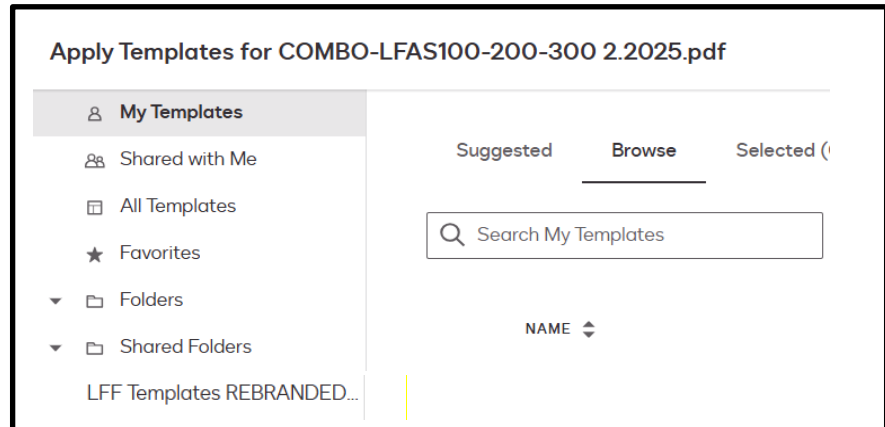 Apply Templates for COMBO-LFAS100-200-300 2.2025.pdf
My Templates
Shared with Me
All Templates
Favorites
Folders
Shared Folders
LFF Templates REBRANDED...
Suggested Browse Selected (
Search My Templates
NAME